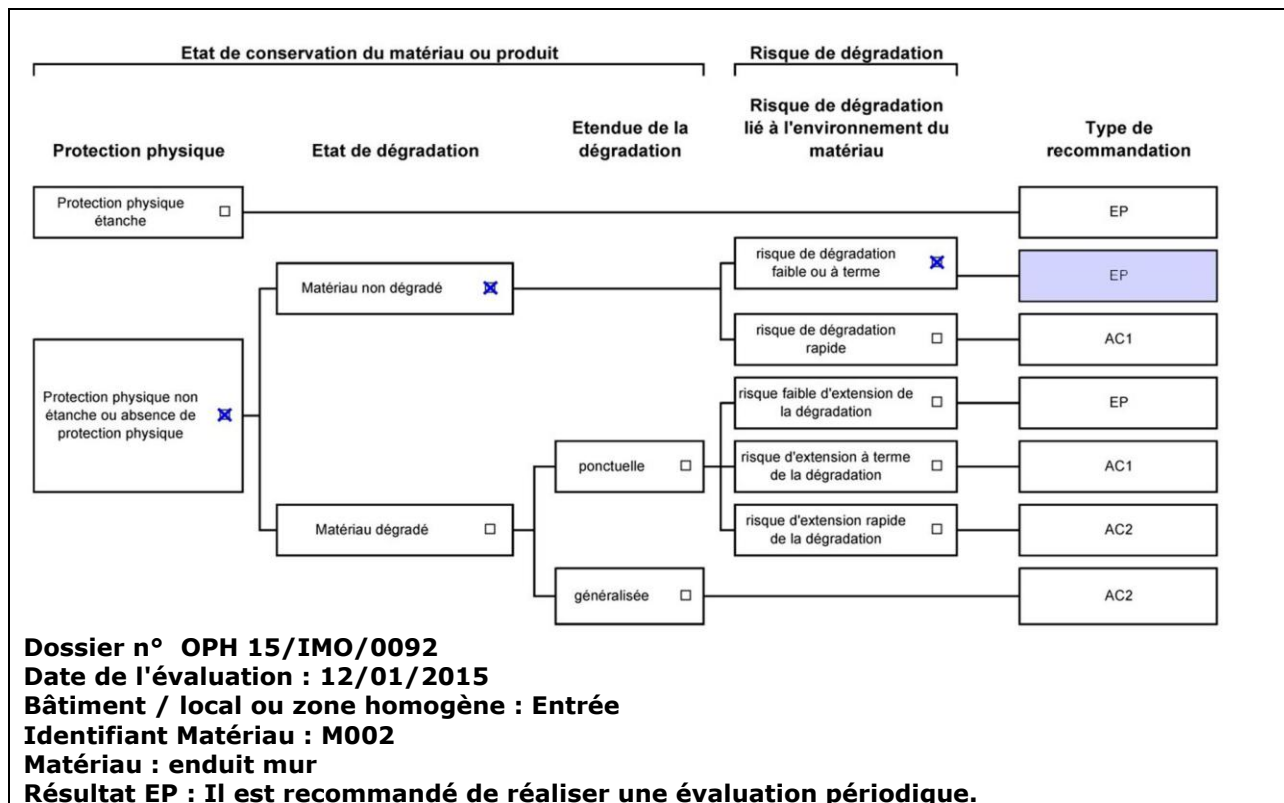 Etat de conservation du matériau ou produit
Risque de dégradation
Protection physique
Etat de dégradation
Etendue de la
dégradation
Risque de dégradation
lié à l'environnement du
matériau
Type de
recommandation
Protection physique
étanche
EP
Matériau non dégradé
risque de dégradation
faible ou à terme
EP
risque de dégradation
rapide
AC1
Protection physique non
étanche ou absence de
protection physique
risque faible d'extension de
la dégradation
EP
ponctuelle
risque d'extension à terme
de la dégradation
AC1
Matériau dégradé
risque d'extension rapide
de la dégradation
AC2
généralisée
AC2
Dossier n° OPH 15/IMO/0092
Date de l'évaluation : 12/01/2015
Bâtiment / local ou zone homogène : Entrée
Identifiant Matériau : M002
Matériau : enduit mur
Résultat EP : Il est recommandé de réaliser une évaluation périodique.